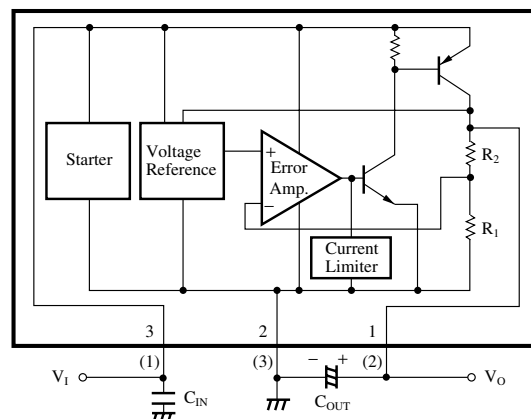 Starter
Voltage
Reference
+
Error
Amp.
−
Current
Limiter
R2
R1
3
2
1
(1)
(3)
− +
(2)
VI
CIN
COUT
VO